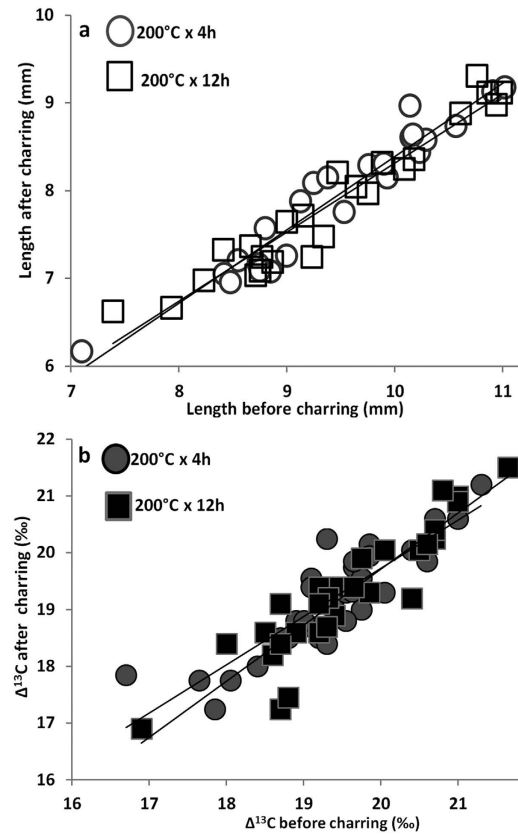 a
200°C x 4h
200°C x 12h
Length after charring (mm)
10
9
8
7
6
7 8 9 10 11
Length before charring (mm)
b
200°C x 4h
200°C x 12h
Δ¹³C after charring (‰)
22
21
20
19
18
17
16
16 17 18 19 20 21
Δ¹³C before charring (‰)